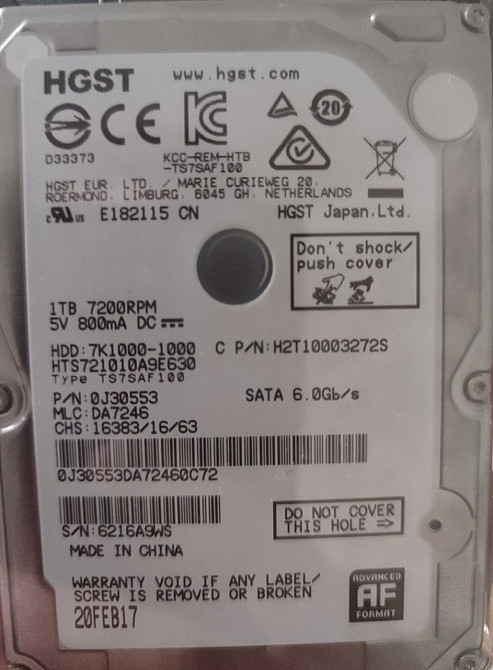 HGST www.hgst.com
20
D33373 KCC-REM-HTB
-TS7SAF100
HGST EUR. LTD. / MARIE CURIEWEG 20,
ROERMOND, LIMBURG, 6045 GH, NETHERLANDS
c RU us E182115 CN HGST Japan,Ltd.
Don't shock/
push cover
1TB 7200RPM
5V 800mA DC
HDD:7K1000-1000 C P/N:H2T10003272S
HTS721010A9E630
Type TS7SAF100
P/N:0J30553 SATA 6.0Gb/s
MLC:DA7246
CHS:16383/16/63
0J30553DA72460C72
S/N:6216A9WS
DO NOT COVER
THIS HOLE =>
MADE IN CHINA
WARRANTY VOID IF ANY LABEL/
SCREW IS REMOVED OR BROKEN
20FEB17
ADVANCED
AF
FORMAT